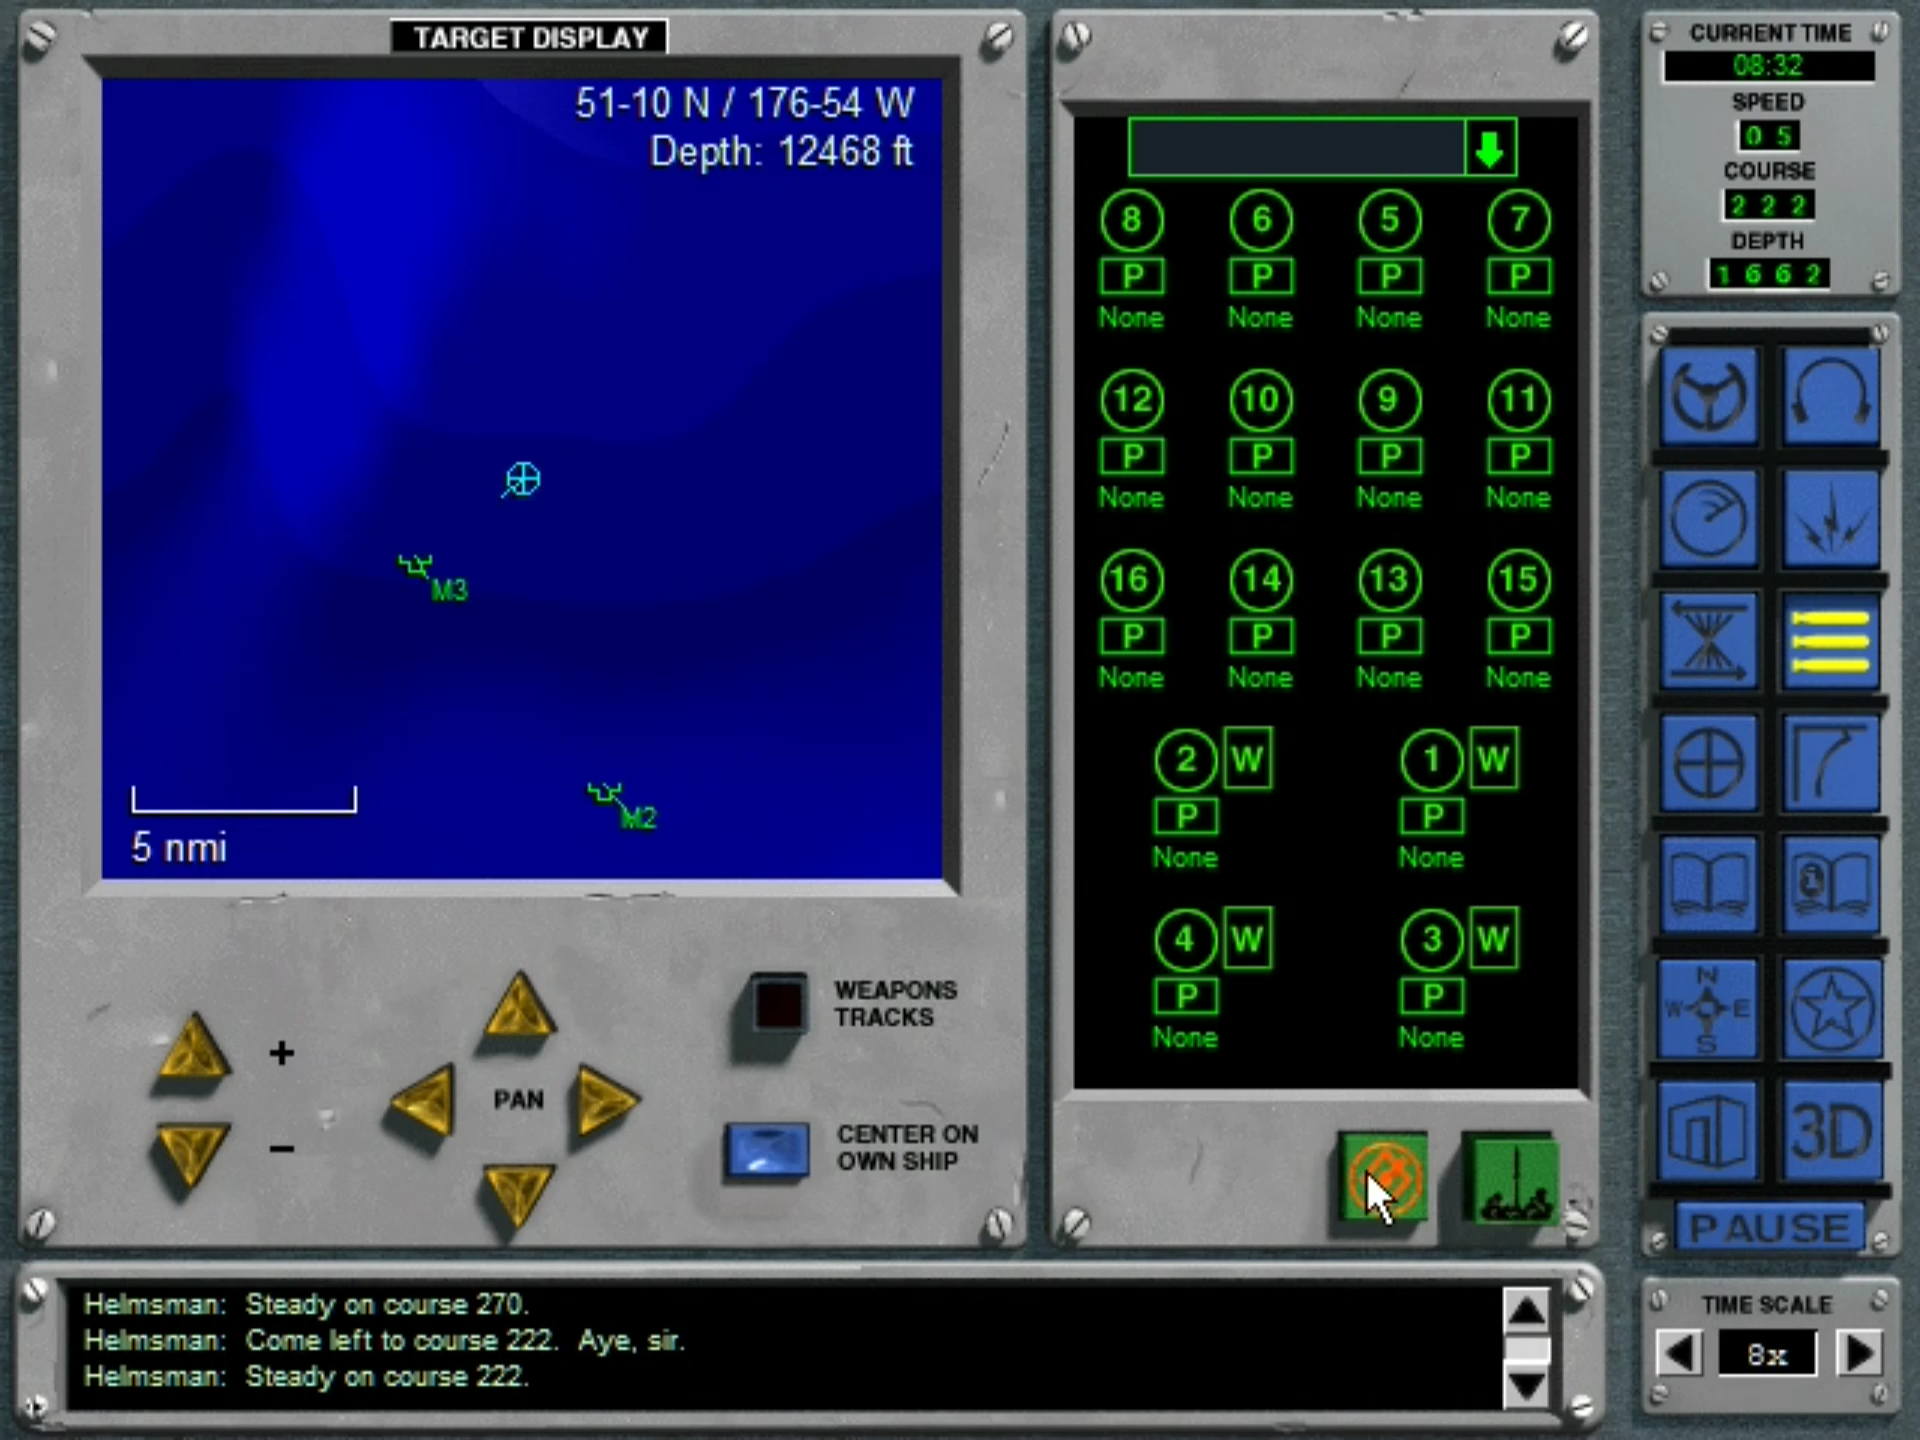 TARGET DISPLAY
51-10 N / 176-54 W
Depth: 12468 ft
M3
M2
5 nmi
+
PAN
-
WEAPONS
TRACKS
CENTER ON
OWN SHIP
8 6 5 7
P P P P
None None None None
12 10 9 11
P P P P
None None None None
16 14 13 15
P P P P
None None None None
2 W 1 W
P P
None None
4 W 3 W
P P
None None
CURRENT TIME
08:32
SPEED
05
COURSE
222
DEPTH
1662
N
W E
S
3D
PAUSE
TIME SCALE
8x
Helmsman: Steady on course 270.
Helmsman: Come left to course 222. Aye, sir.
Helmsman: Steady on course 222.